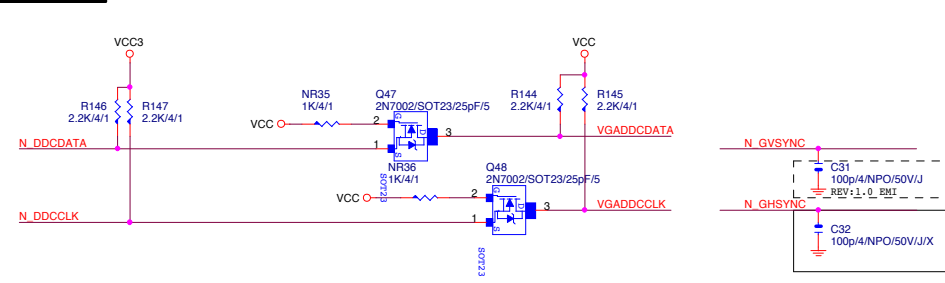 VCC3
VCC
R146
2.2K/4/1
R147
2.2K/4/1
NR35
1K/4/1
Q47
2N7002/SOT23/25pF/5
R144
2.2K/4/1
R145
2.2K/4/1
VCC
2
G
D
S
3
1
N_DDCDATA
VGADDCDATA
N_GVSYNC
SOT23
NR36
1K/4/1
Q48
2N7002/SOT23/25pF/5
C31
100p/4/NPO/50V/J
REV:1.0 EMI
VCC
2
G
D
S
3
1
N_DDCCLK
VGADDCCLK
N_GHSYNC
SOT23
C32
100p/4/NPO/50V/J/X